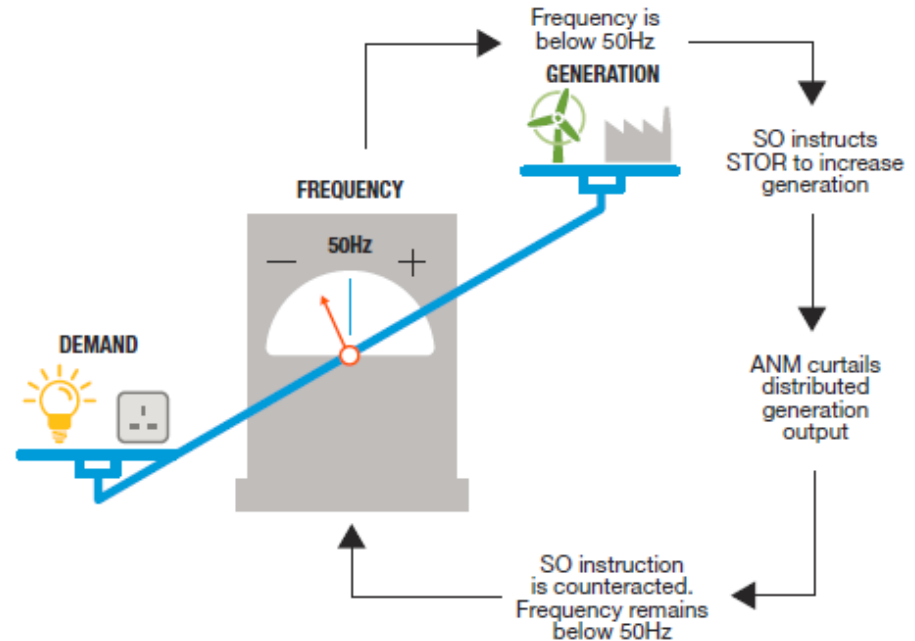 Frequency is
below 50Hz
GENERATION
SO instructs
STOR to increase
generation
FREQUENCY
50Hz
— +
DEMAND
ANM curtails
distributed
generation
output
SO instruction
is counteracted.
Frequency remains
below 50Hz